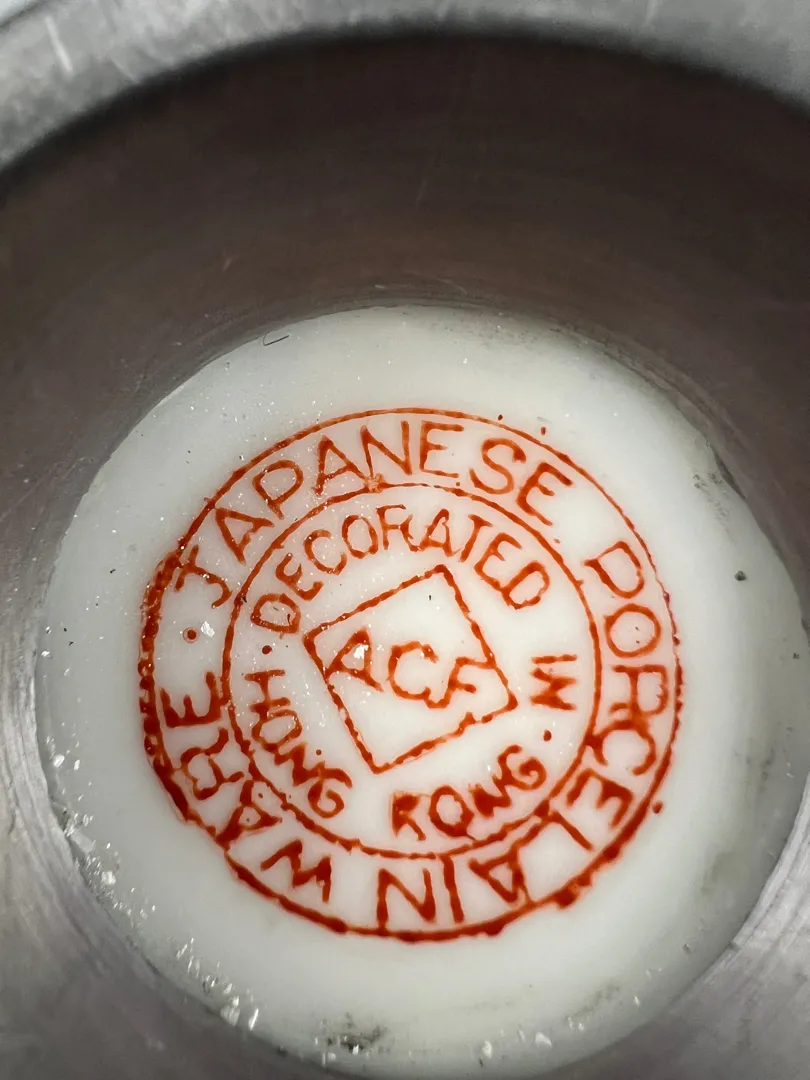 JAPANESE PORCELAIN WARE
DECORATED IN HONG KONG
ACF